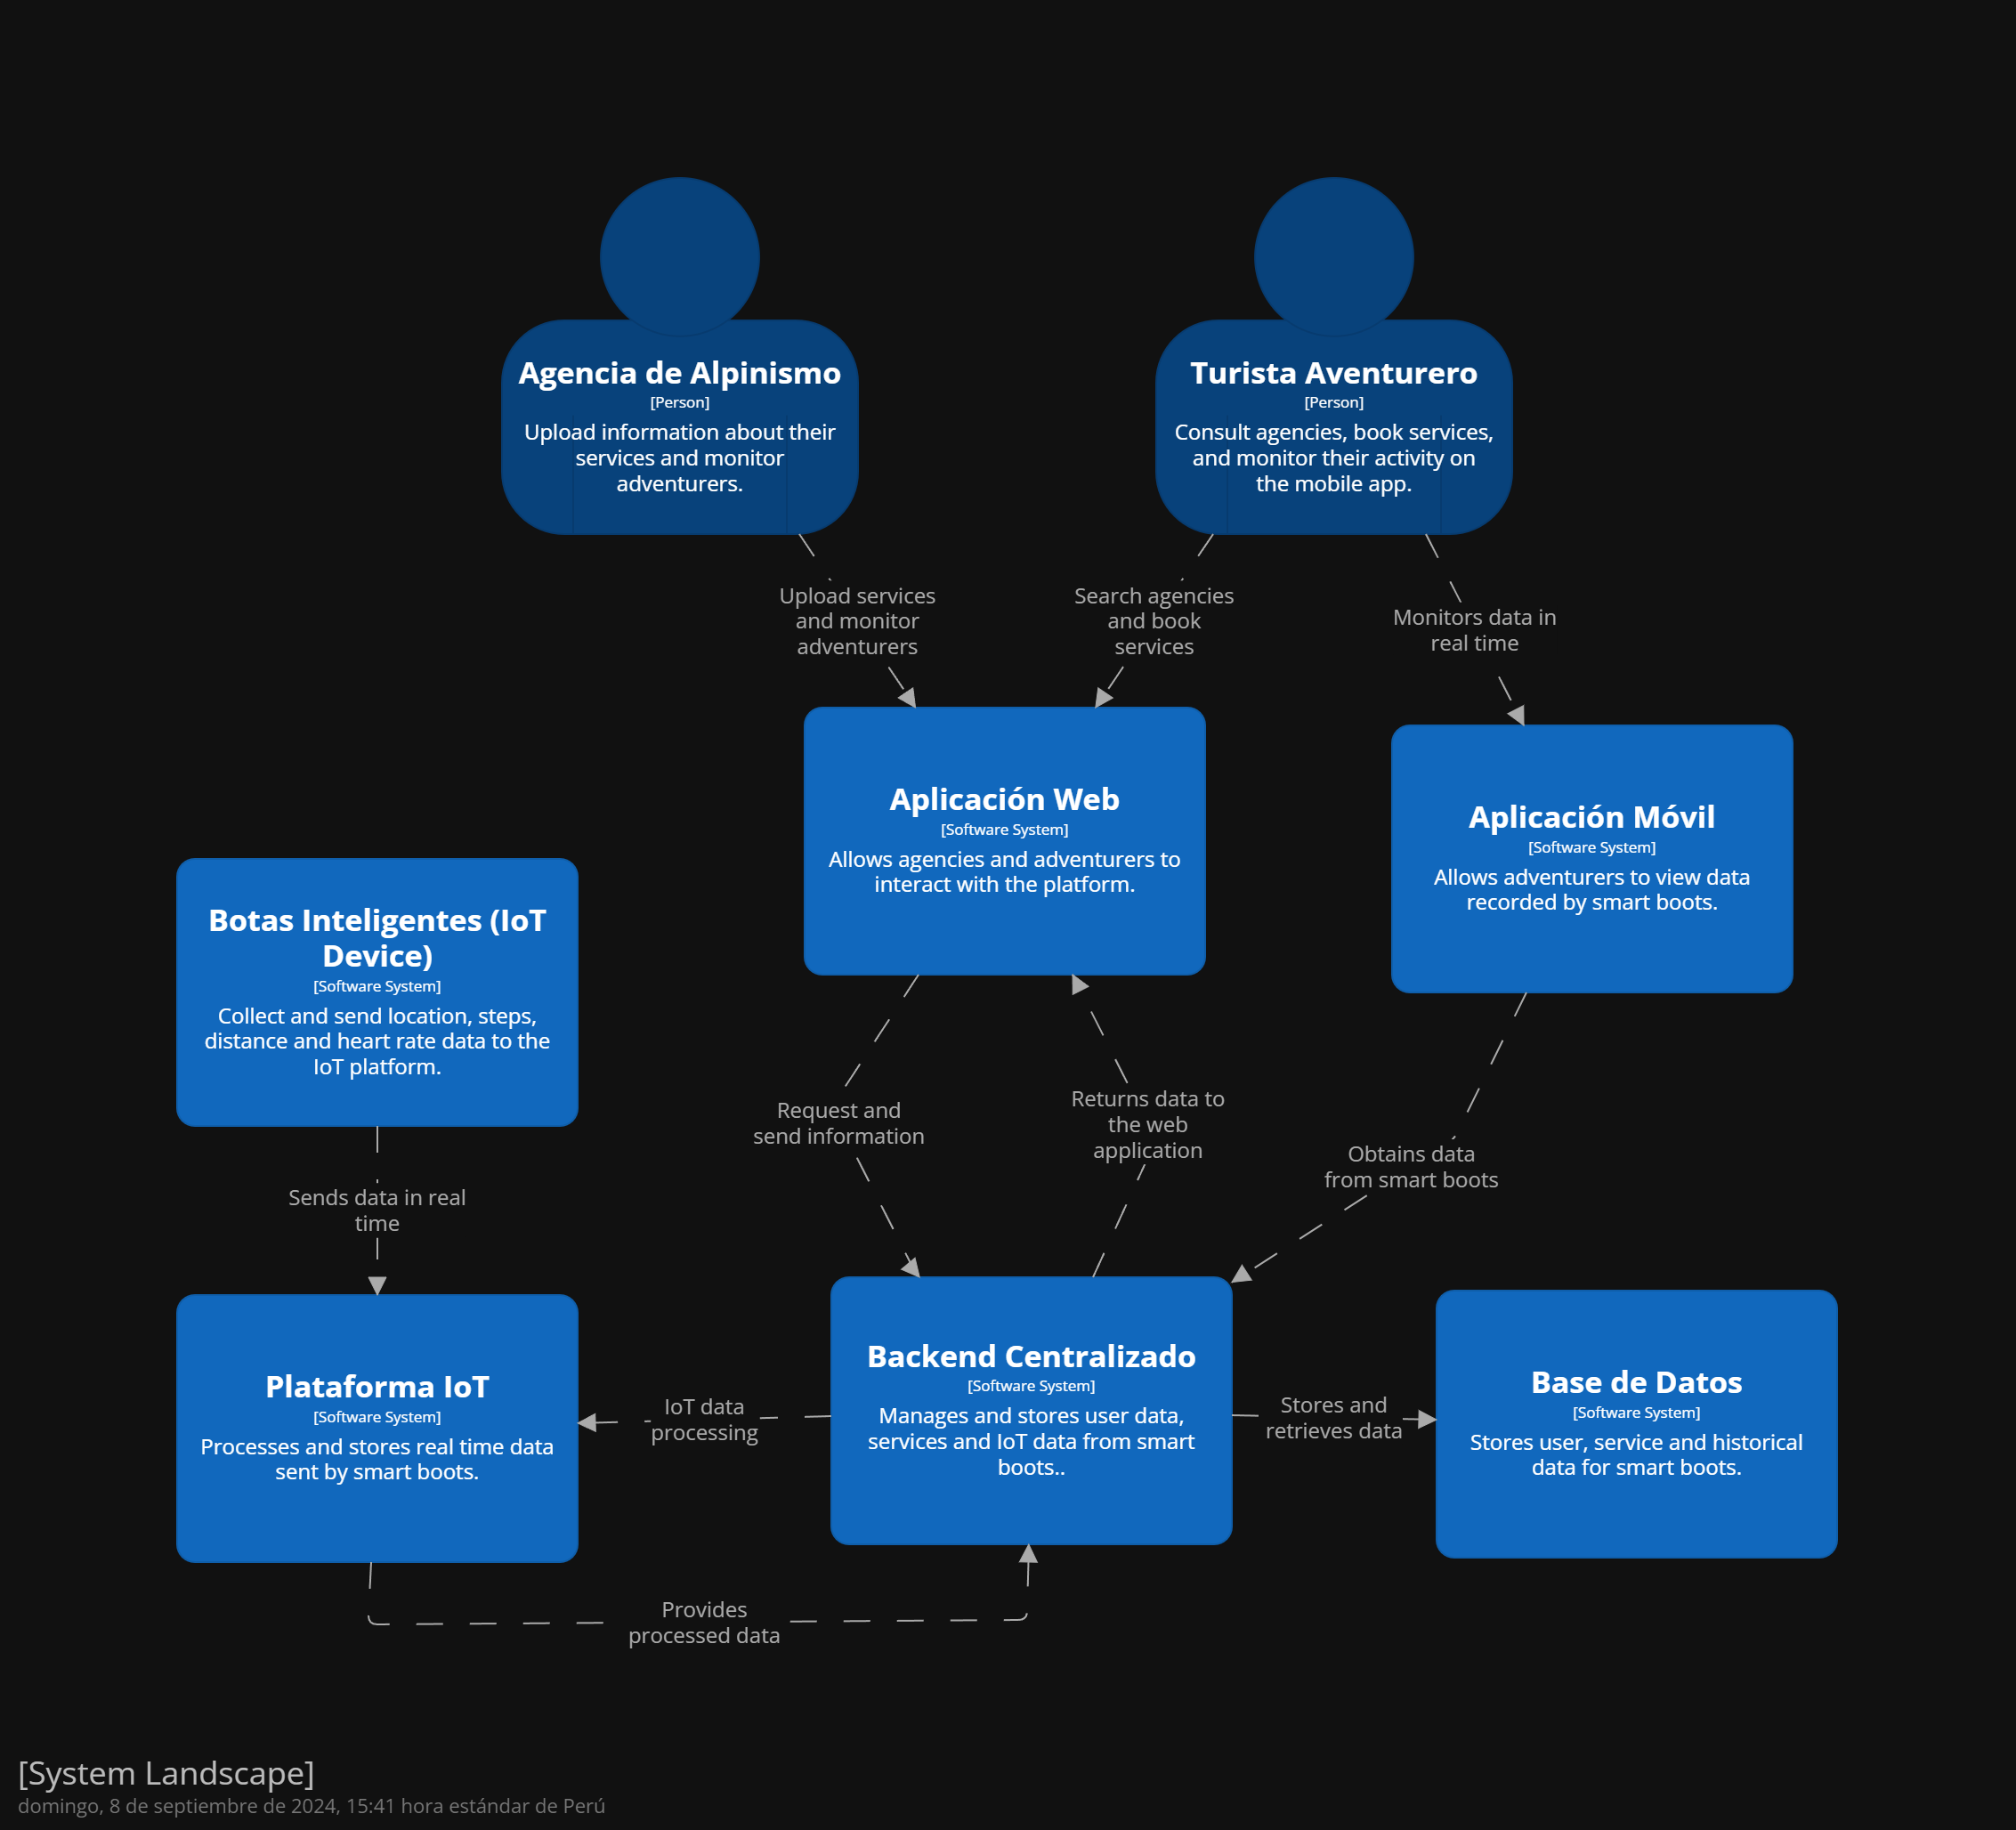 Agencia de Alpinismo
[Person]
Upload information about their
services and monitor
adventurers.
Turista Aventurero
[Person]
Consult agencies, book services,
and monitor their activity on
the mobile app.
Upload services
and monitor
adventurers
Search agencies
and book
services
Monitors data in
real time
Aplicación Web
[Software System]
Allows agencies and adventurers to
interact with the platform.
Aplicación Móvil
[Software System]
Allows adventurers to view data
recorded by smart boots.
Botas Inteligentes (IoT
Device)
[Software System]
Collect and send location, steps,
distance and heart rate data to the
IoT platform.
Request and
send information
Returns data to
the web
application
Obtains data
from smart boots
Sends data in real
time
Plataforma IoT
[Software System]
Processes and stores real time data
sent by smart boots.
IoT data
processing
Backend Centralizado
[Software System]
Manages and stores user data,
services and IoT data from smart
boots..
Stores and
retrieves data
Base de Datos
[Software System]
Stores user, service and historical
data for smart boots.
Provides
processed data
[System Landscape]
domingo, 8 de septiembre de 2024, 15:41 hora estándar de Perú